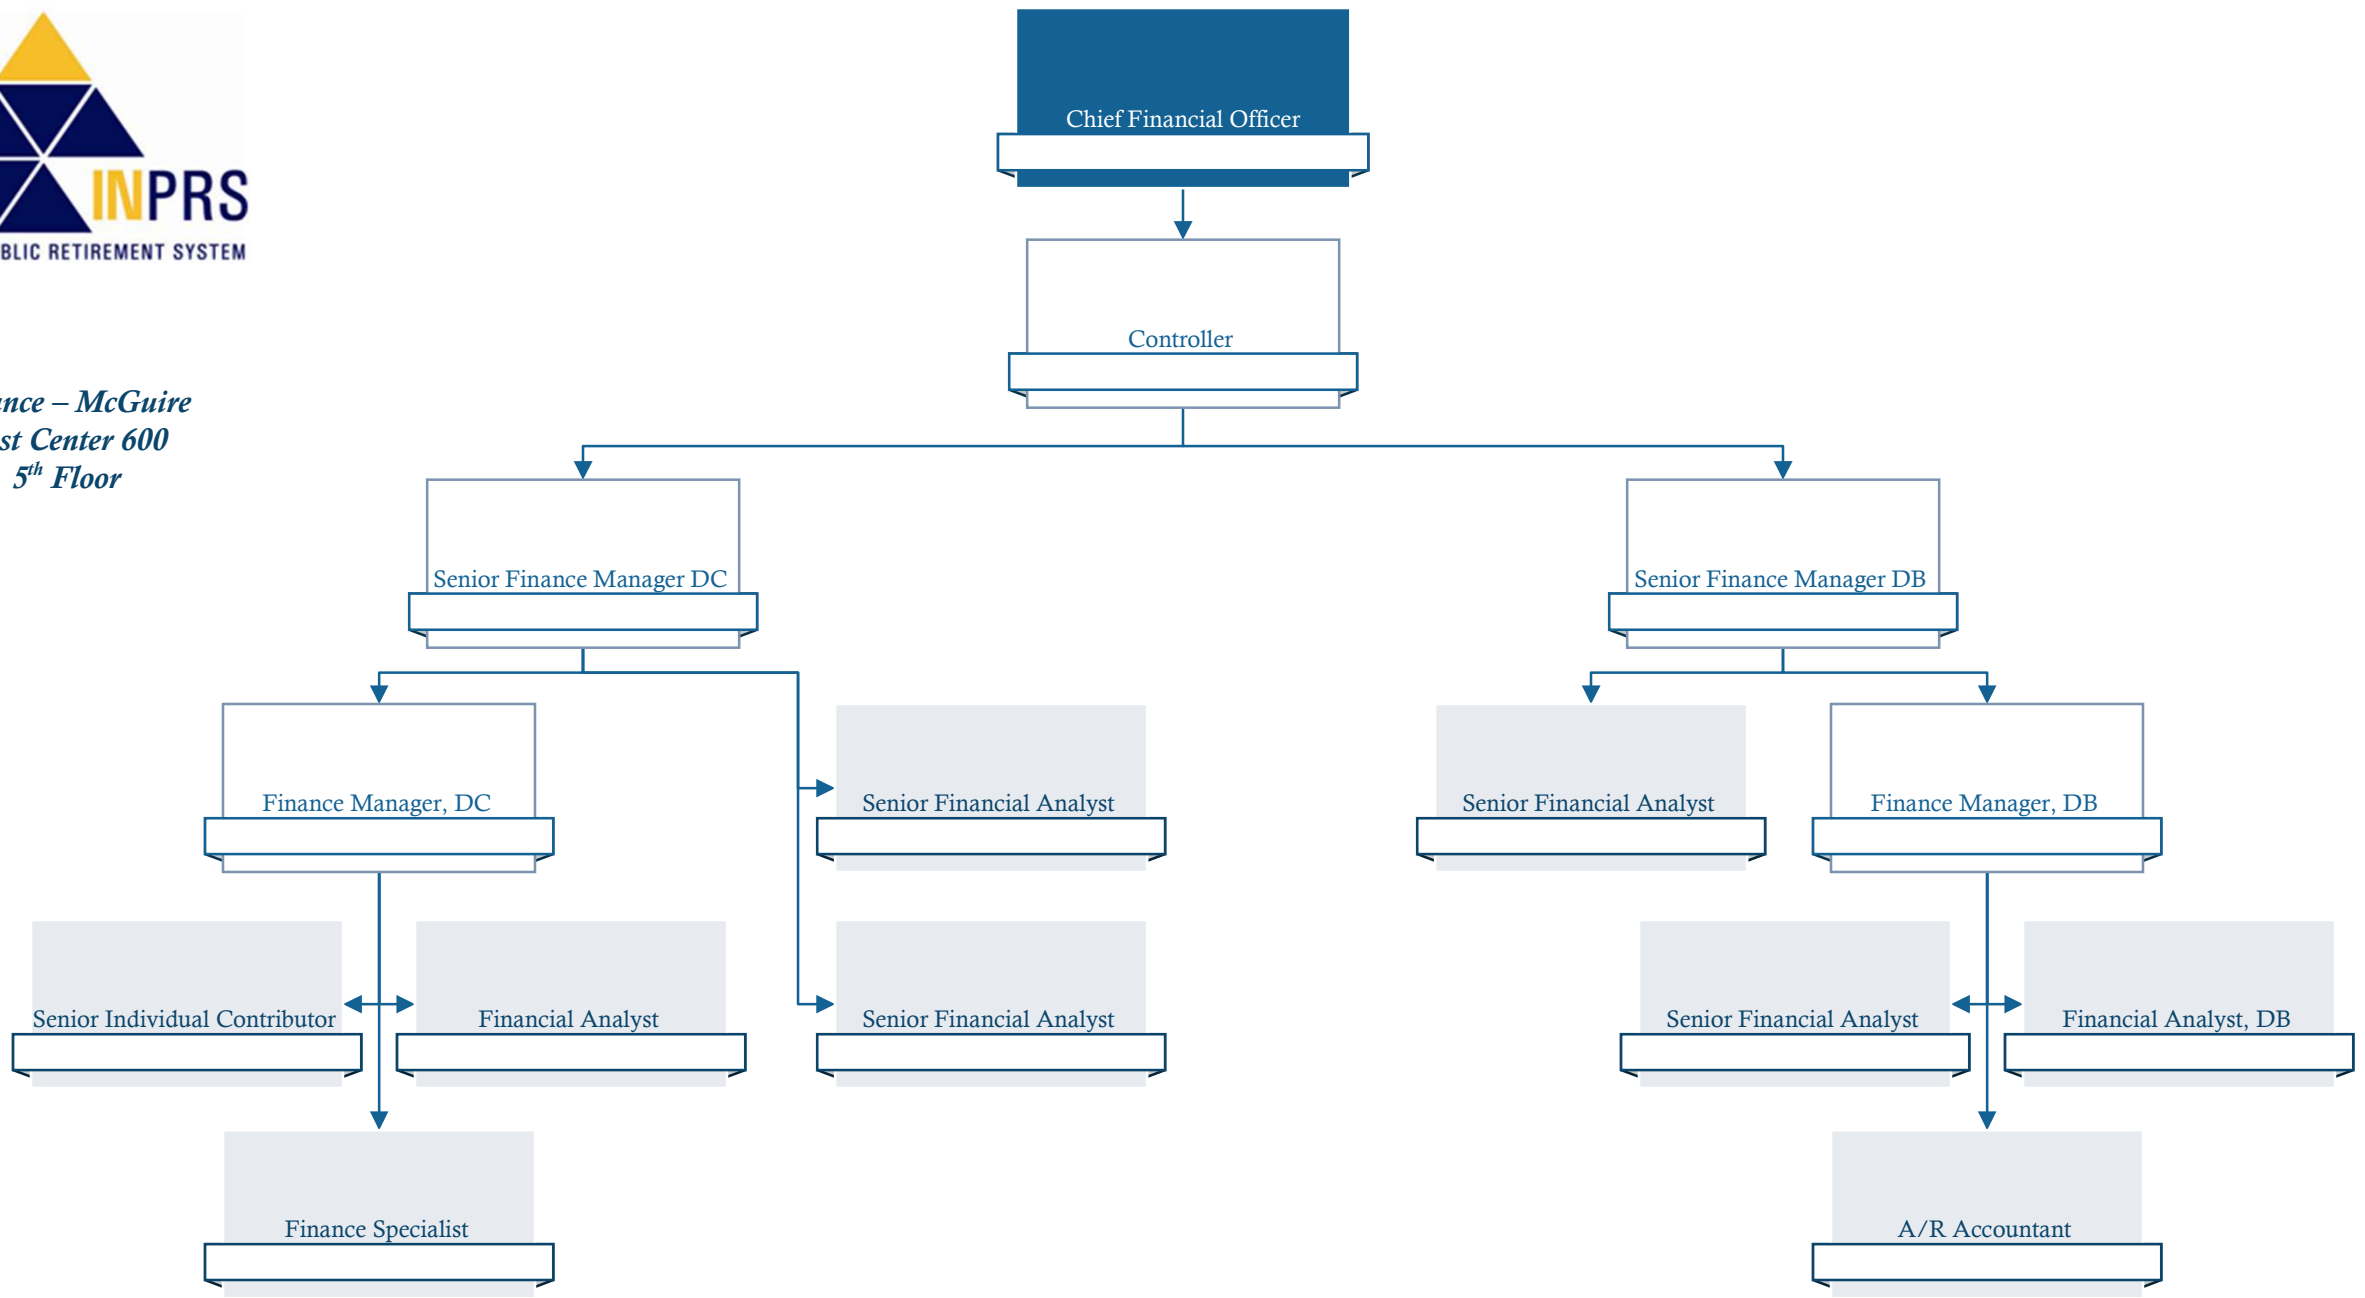 INPRS
BLIC RETIREMENT SYSTEM
nce – McGuire
st Center 600
5th Floor
Chief Financial Officer
Controller
Senior Finance Manager DC
Senior Finance Manager DB
Finance Manager, DC
Senior Financial Analyst
Senior Financial Analyst
Finance Manager, DB
Senior Individual Contributor
Financial Analyst
Senior Financial Analyst
Senior Financial Analyst
Financial Analyst, DB
Finance Specialist
A/R Accountant